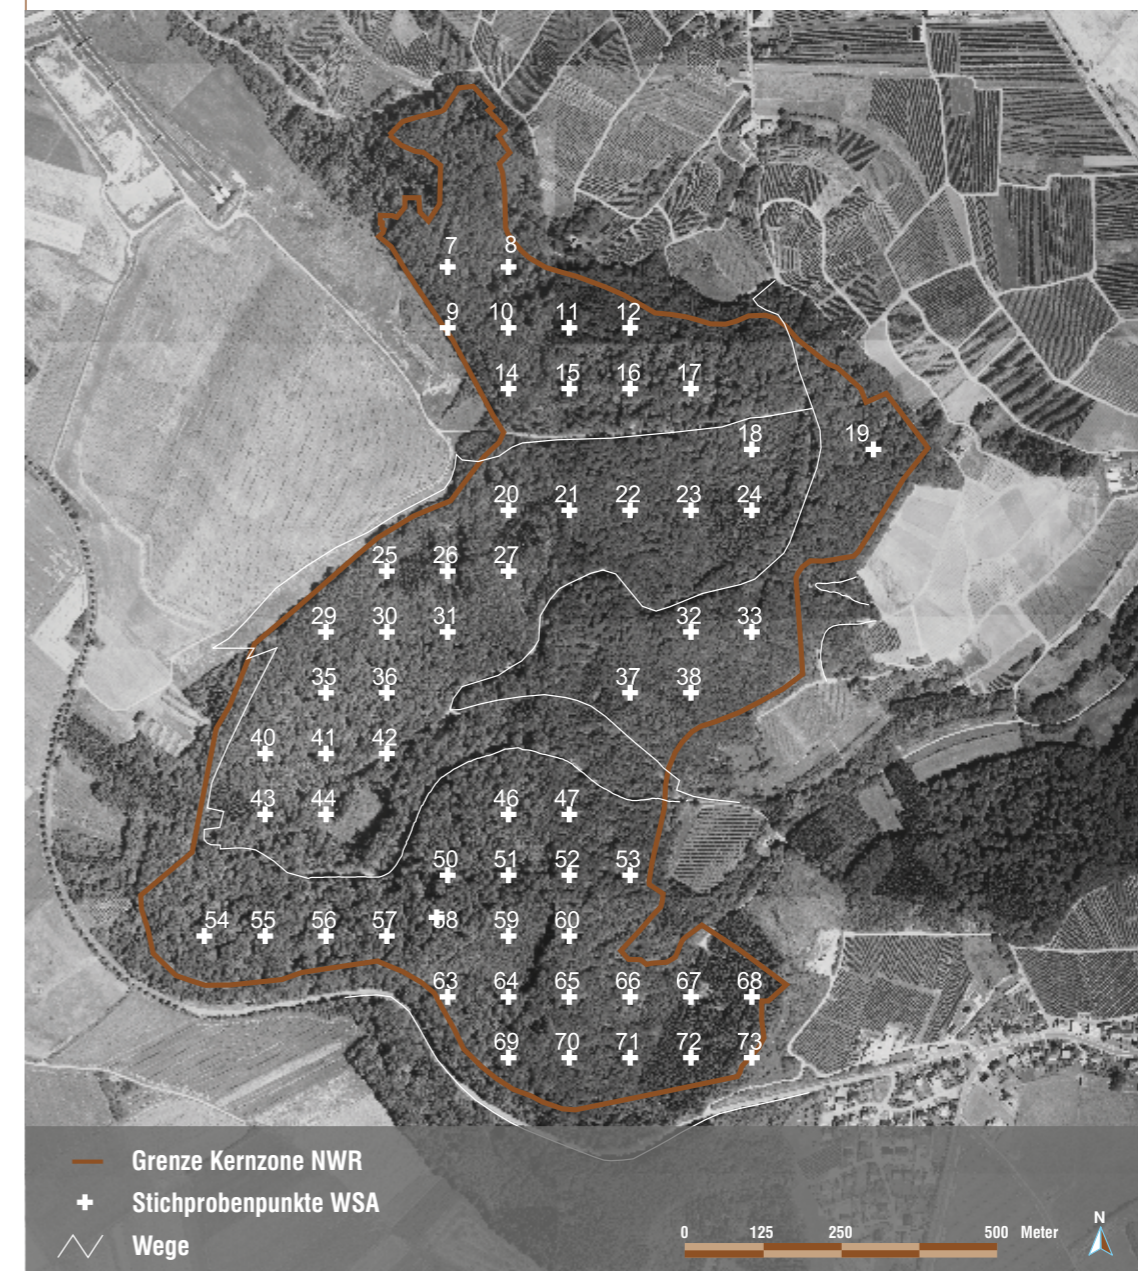 7 8
9 10 11 12
14 15 16 17
18 19
20 21 22 23 24
25 26 27
29 30 31 32 33
35 36 37 38
40 41 42
43 44 46 47
50 51 52 53
54 55 56 57 58 59 60
63 64 65 66 67 68
69 70 71 72 73
Grenze Kernzone NWR
Stichprobenpunkte WSA
Wege
0 125 250 500 Meter
N